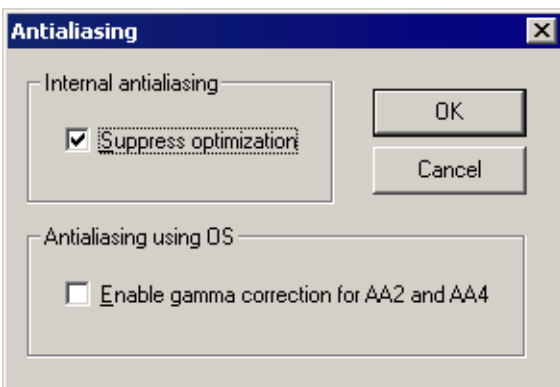 Antialiasing
Internal antialiasing
Suppress optimization
OK
Cancel
Antialiasing using OS
Enable gamma correction for AA2 and AA4